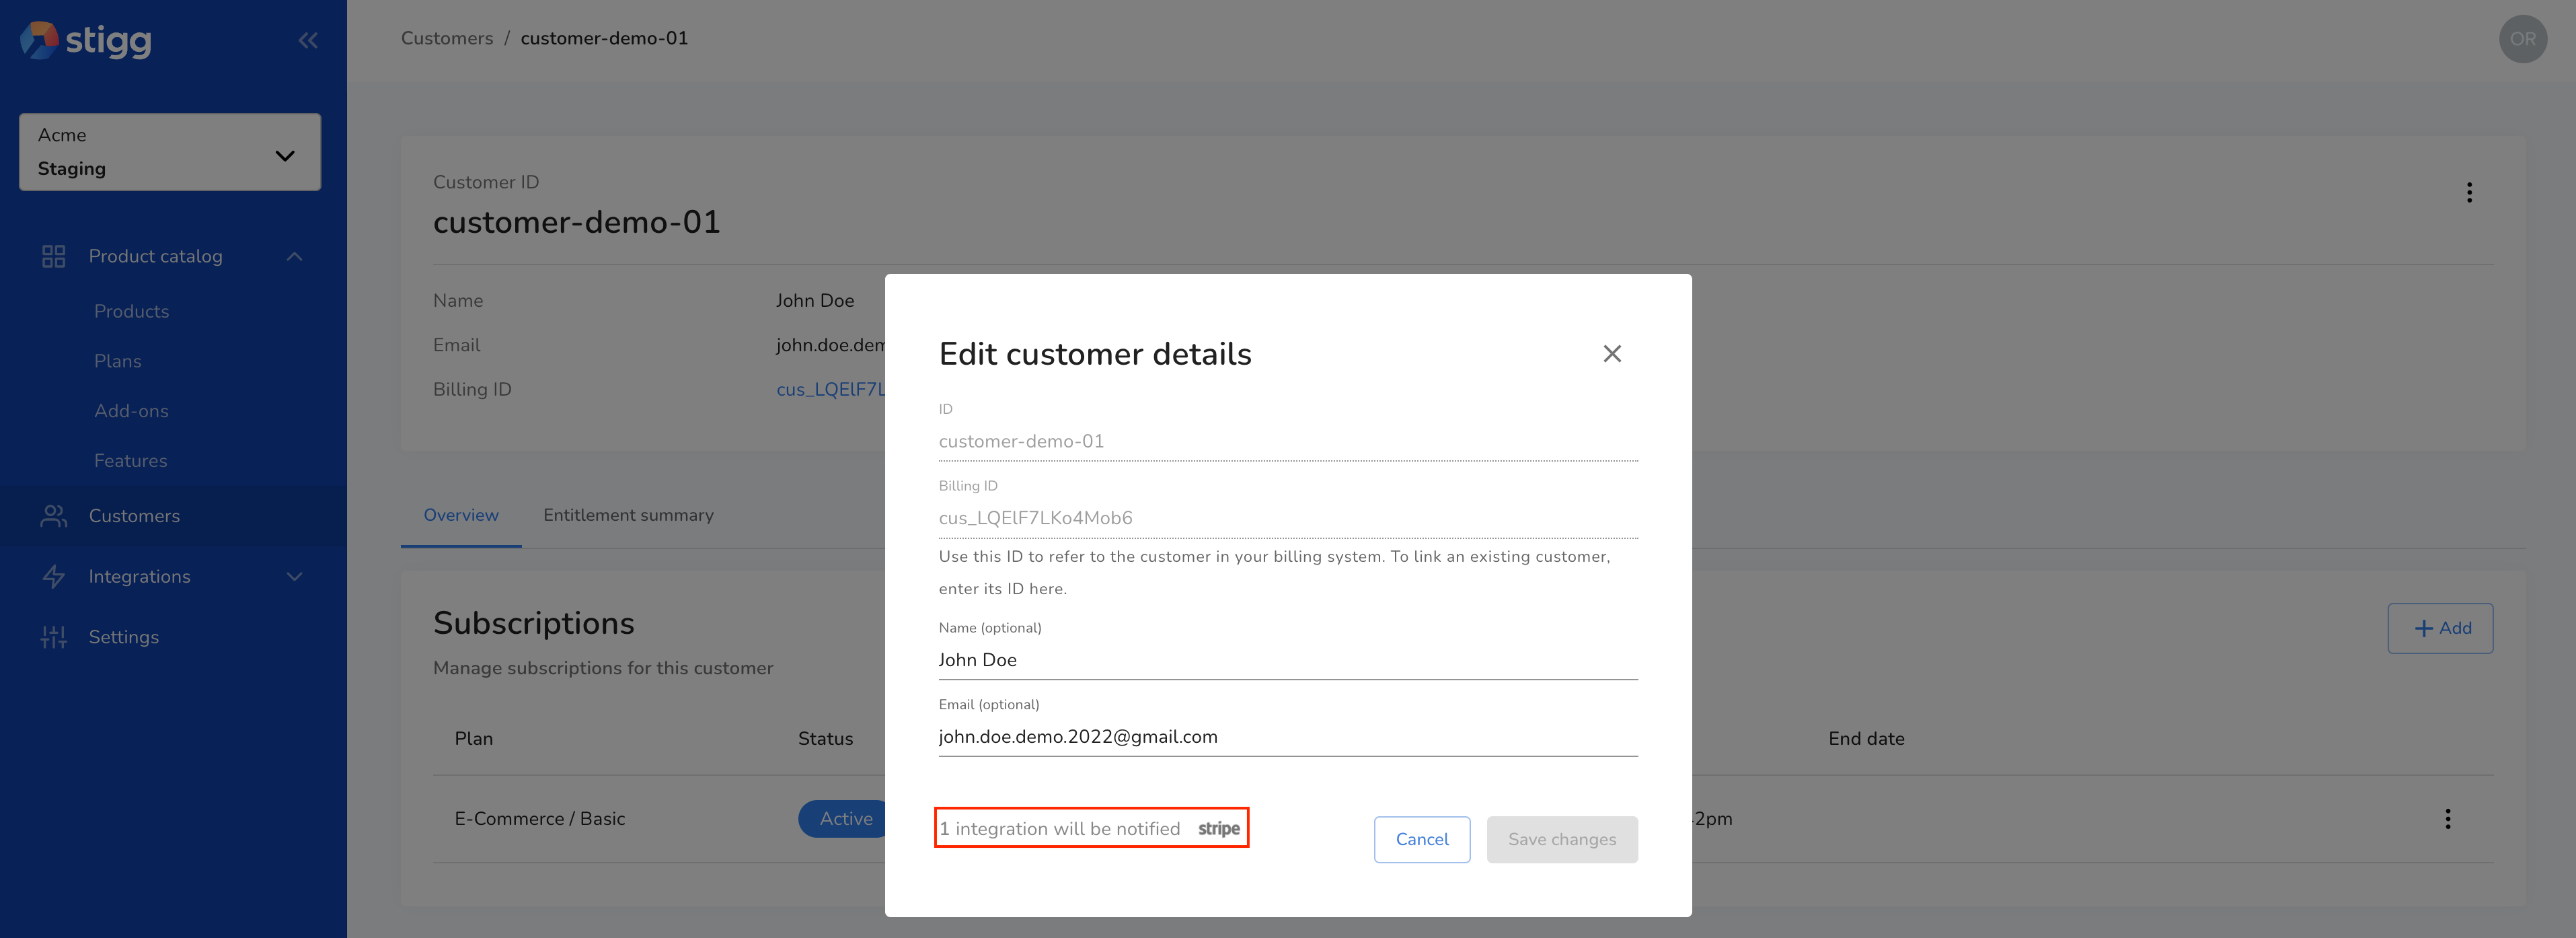 stigg
Customers / customer-demo-01
OR
Acme
Staging
Product catalog
Products
Plans
Add-ons
Features
Customers
Integrations
Settings
Customer ID
customer-demo-01
Name
John Doe
Email
john.doe.dem
Billing ID
cus_LQElF7L
Overview
Entitlement summary
Subscriptions
Manage subscriptions for this customer
Add
Plan
Status
End date
E-Commerce / Basic
Active
2pm
Edit customer details
ID
customer-demo-01
Billing ID
cus_LQElF7LKo4Mob6
Use this ID to refer to the customer in your billing system. To link an existing customer,
enter its ID here.
Name (optional)
John Doe
Email (optional)
john.doe.demo.2022@gmail.com
1 integration will be notified stripe
Cancel
Save changes